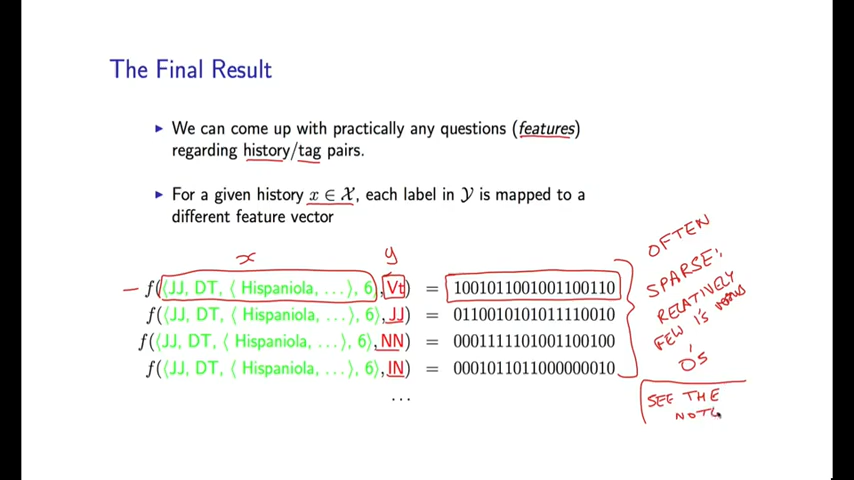 The Final Result
▶ We can come up with practically any questions (features)
regarding history/tag pairs.
▶ For a given history x ∈ 𝒳, each label in 𝒴 is mapped to a
different feature vector
x y
f(⟨JJ, DT, ⟨ Hispaniola, ...⟩, 6⟩, Vt) = 1001011001001100110
f(⟨JJ, DT, ⟨ Hispaniola, ...⟩, 6⟩, JJ) = 0110010101011110010
f(⟨JJ, DT, ⟨ Hispaniola, ...⟩, 6⟩, NN) = 0001111101001100100
f(⟨JJ, DT, ⟨ Hispaniola, ...⟩, 6⟩, IN) = 0001011011000000010
...
OFTEN
SPARSE:
RELATIVELY
FEW 1'S
0'S
SEE THE